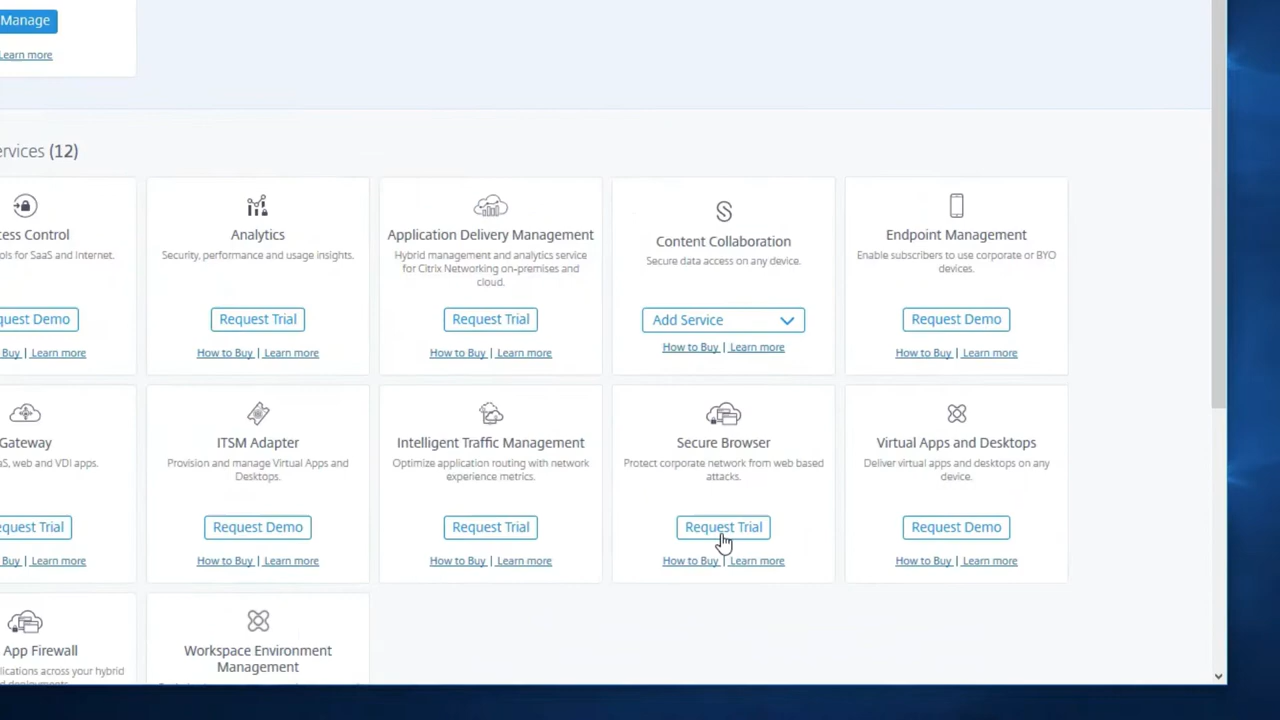 Manage
Learn more
ervices (12)
cess Control
ols for SaaS and Internet.
quest Demo
Buy | Learn more
Analytics
Security, performance and usage insights.
Request Trial
How to Buy | Learn more
Application Delivery Management
Hybrid management and analytics service
for Citrix Networking on-premises and
cloud.
Request Trial
How to Buy | Learn more
Content Collaboration
Secure data access on any device.
Add Service
How to Buy | Learn more
Endpoint Management
Enable subscribers to use corporate or BYO
devices.
Request Demo
How to Buy | Learn more
Gateway
aS, web and VDI apps.
quest Trial
Buy | Learn more
ITSM Adapter
Provision and manage Virtual Apps and
Desktops.
Request Demo
How to Buy | Learn more
Intelligent Traffic Management
Optimize application routing with network
experience metrics.
Request Trial
How to Buy | Learn more
Secure Browser
Protect corporate network from web based
attacks.
Request Trial
How to Buy | Learn more
Virtual Apps and Desktops
Deliver virtual apps and desktops on any
device.
Request Demo
How to Buy | Learn more
App Firewall
lications across your hybrid
Workspace Environment
Management